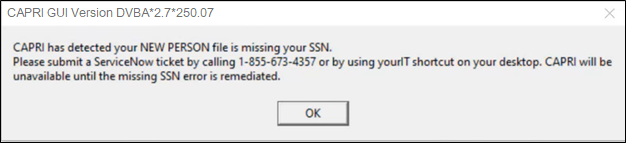 CAPRI GUI Version DVBA*2.7*250.07
CAPRI has detected your NEW PERSON file is missing your SSN.
Please submit a ServiceNow ticket by calling 1-855-673-4357 or by using yourIT shortcut on your desktop. CAPRI will be
unavailable until the missing SSN error is remediated.
OK